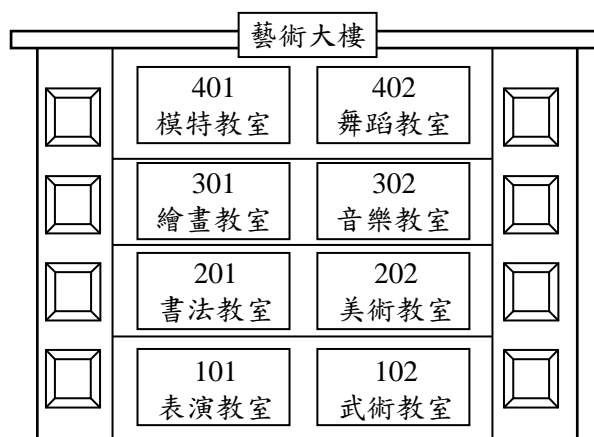 藝術大樓
401
模特教室
402
舞蹈教室
301
繪畫教室
302
音樂教室
201
書法教室
202
美術教室
101
表演教室
102
武術教室